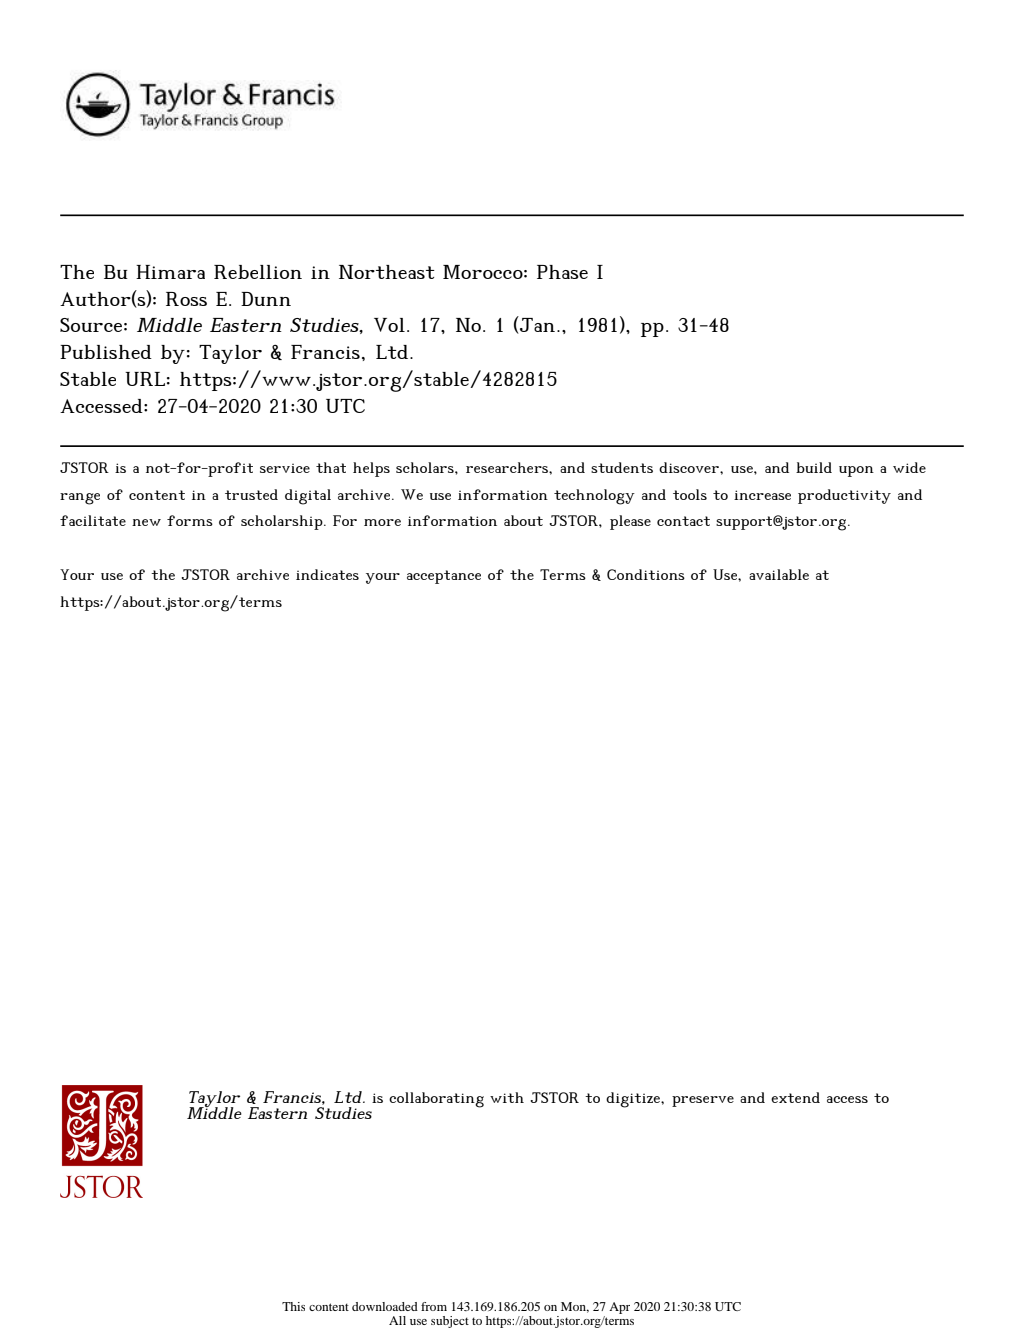 Taylor & Francis
Taylor & Francis Group
The Bu Himara Rebellion in Northeast Morocco: Phase I
Author(s): Ross E. Dunn
Source: Middle Eastern Studies, Vol. 17, No. 1 (Jan., 1981), pp. 31-48
Published by: Taylor & Francis, Ltd.
Stable URL: https://www.jstor.org/stable/4282815
Accessed: 27-04-2020 21:30 UTC
JSTOR is a not-for-profit service that helps scholars, researchers, and students discover, use, and build upon a wide
range of content in a trusted digital archive. We use information technology and tools to increase productivity and
facilitate new forms of scholarship. For more information about JSTOR, please contact support@jstor.org.
Your use of the JSTOR archive indicates your acceptance of the Terms & Conditions of Use, available at
https://about.jstor.org/terms
Taylor & Francis, Ltd. is collaborating with JSTOR to digitize, preserve and extend access to
Middle Eastern Studies
JSTOR
This content downloaded from 143.169.186.205 on Mon, 27 Apr 2020 21:30:38 UTC
All use subject to https://about.jstor.org/terms